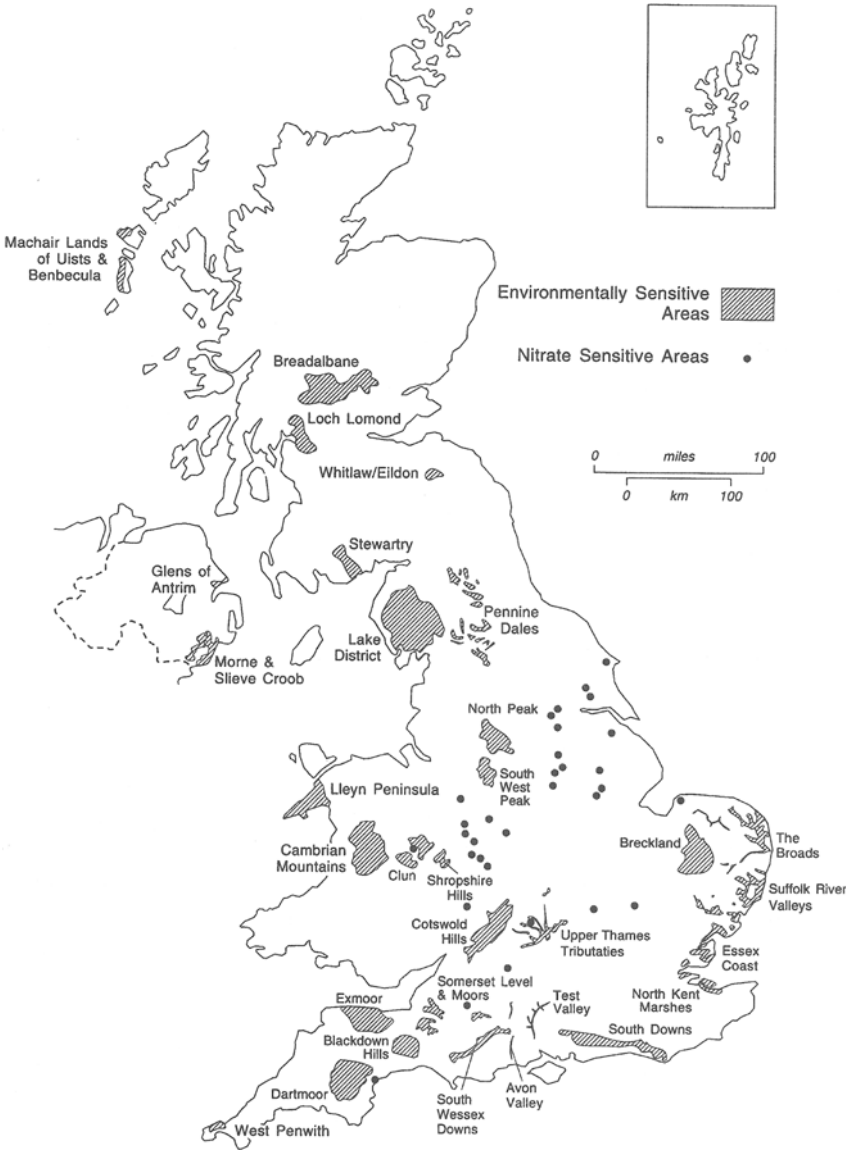 Machair Lands
of Uists &
Benbecula
Environmentally Sensitive
Areas
Nitrate Sensitive Areas
0 miles 100
0 km 100
Breadalbane
Loch Lomond
Whitlaw/Eildon
Stewartry
Glens of
Antrim
Pennine
Dales
Lake
District
Morne &
Slieve Croob
North Peak
South
West
Peak
Lleyn Peninsula
Cambrian
Mountains
Clun
Shropshire
Hills
Breckland
The
Broads
Suffolk River
Valleys
Cotswold
Hills
Upper Thames
Tributaties
Essex
Coast
North Kent
Marshes
Somerset Level
& Moors
Test
Valley
South Downs
Exmoor
Blackdown
Hills
Dartmoor
South
Wessex
Downs
Avon
Valley
West Penwith